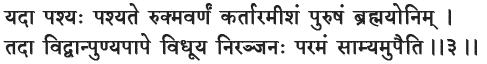 यदा पश्यः पश्यते रुक्मवर्णं कर्तारमीशं पुरुषं ब्रह्मयोनिम् ।
तदा विद्वान्पुण्यपापे विधूय निरञ्जनः परमं साम्यमुपैति ।।३।।